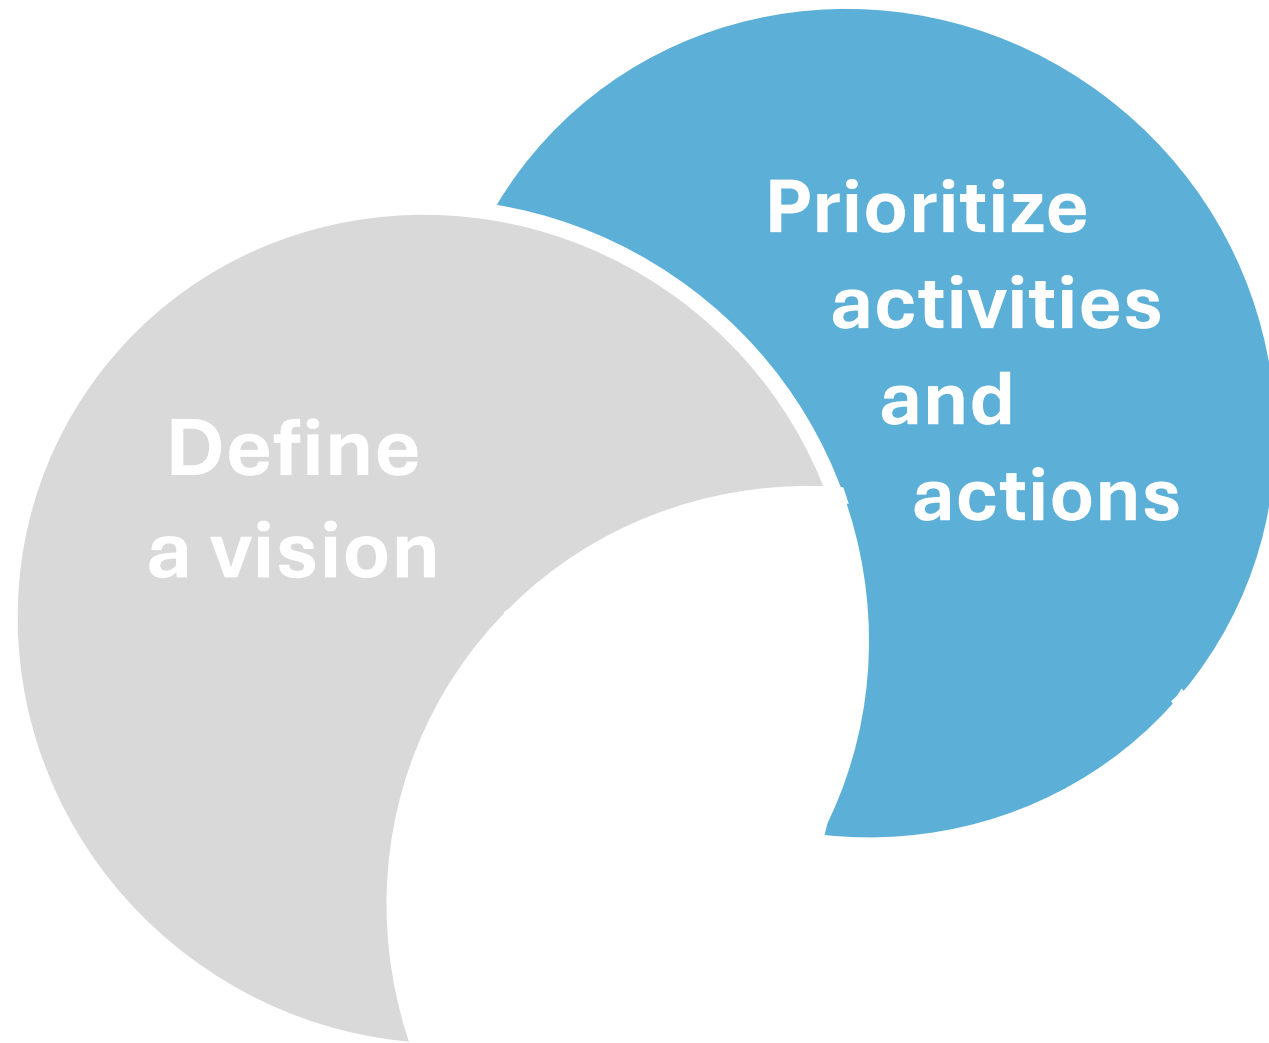 Define
a vision
Prioritize
activities
and
actions